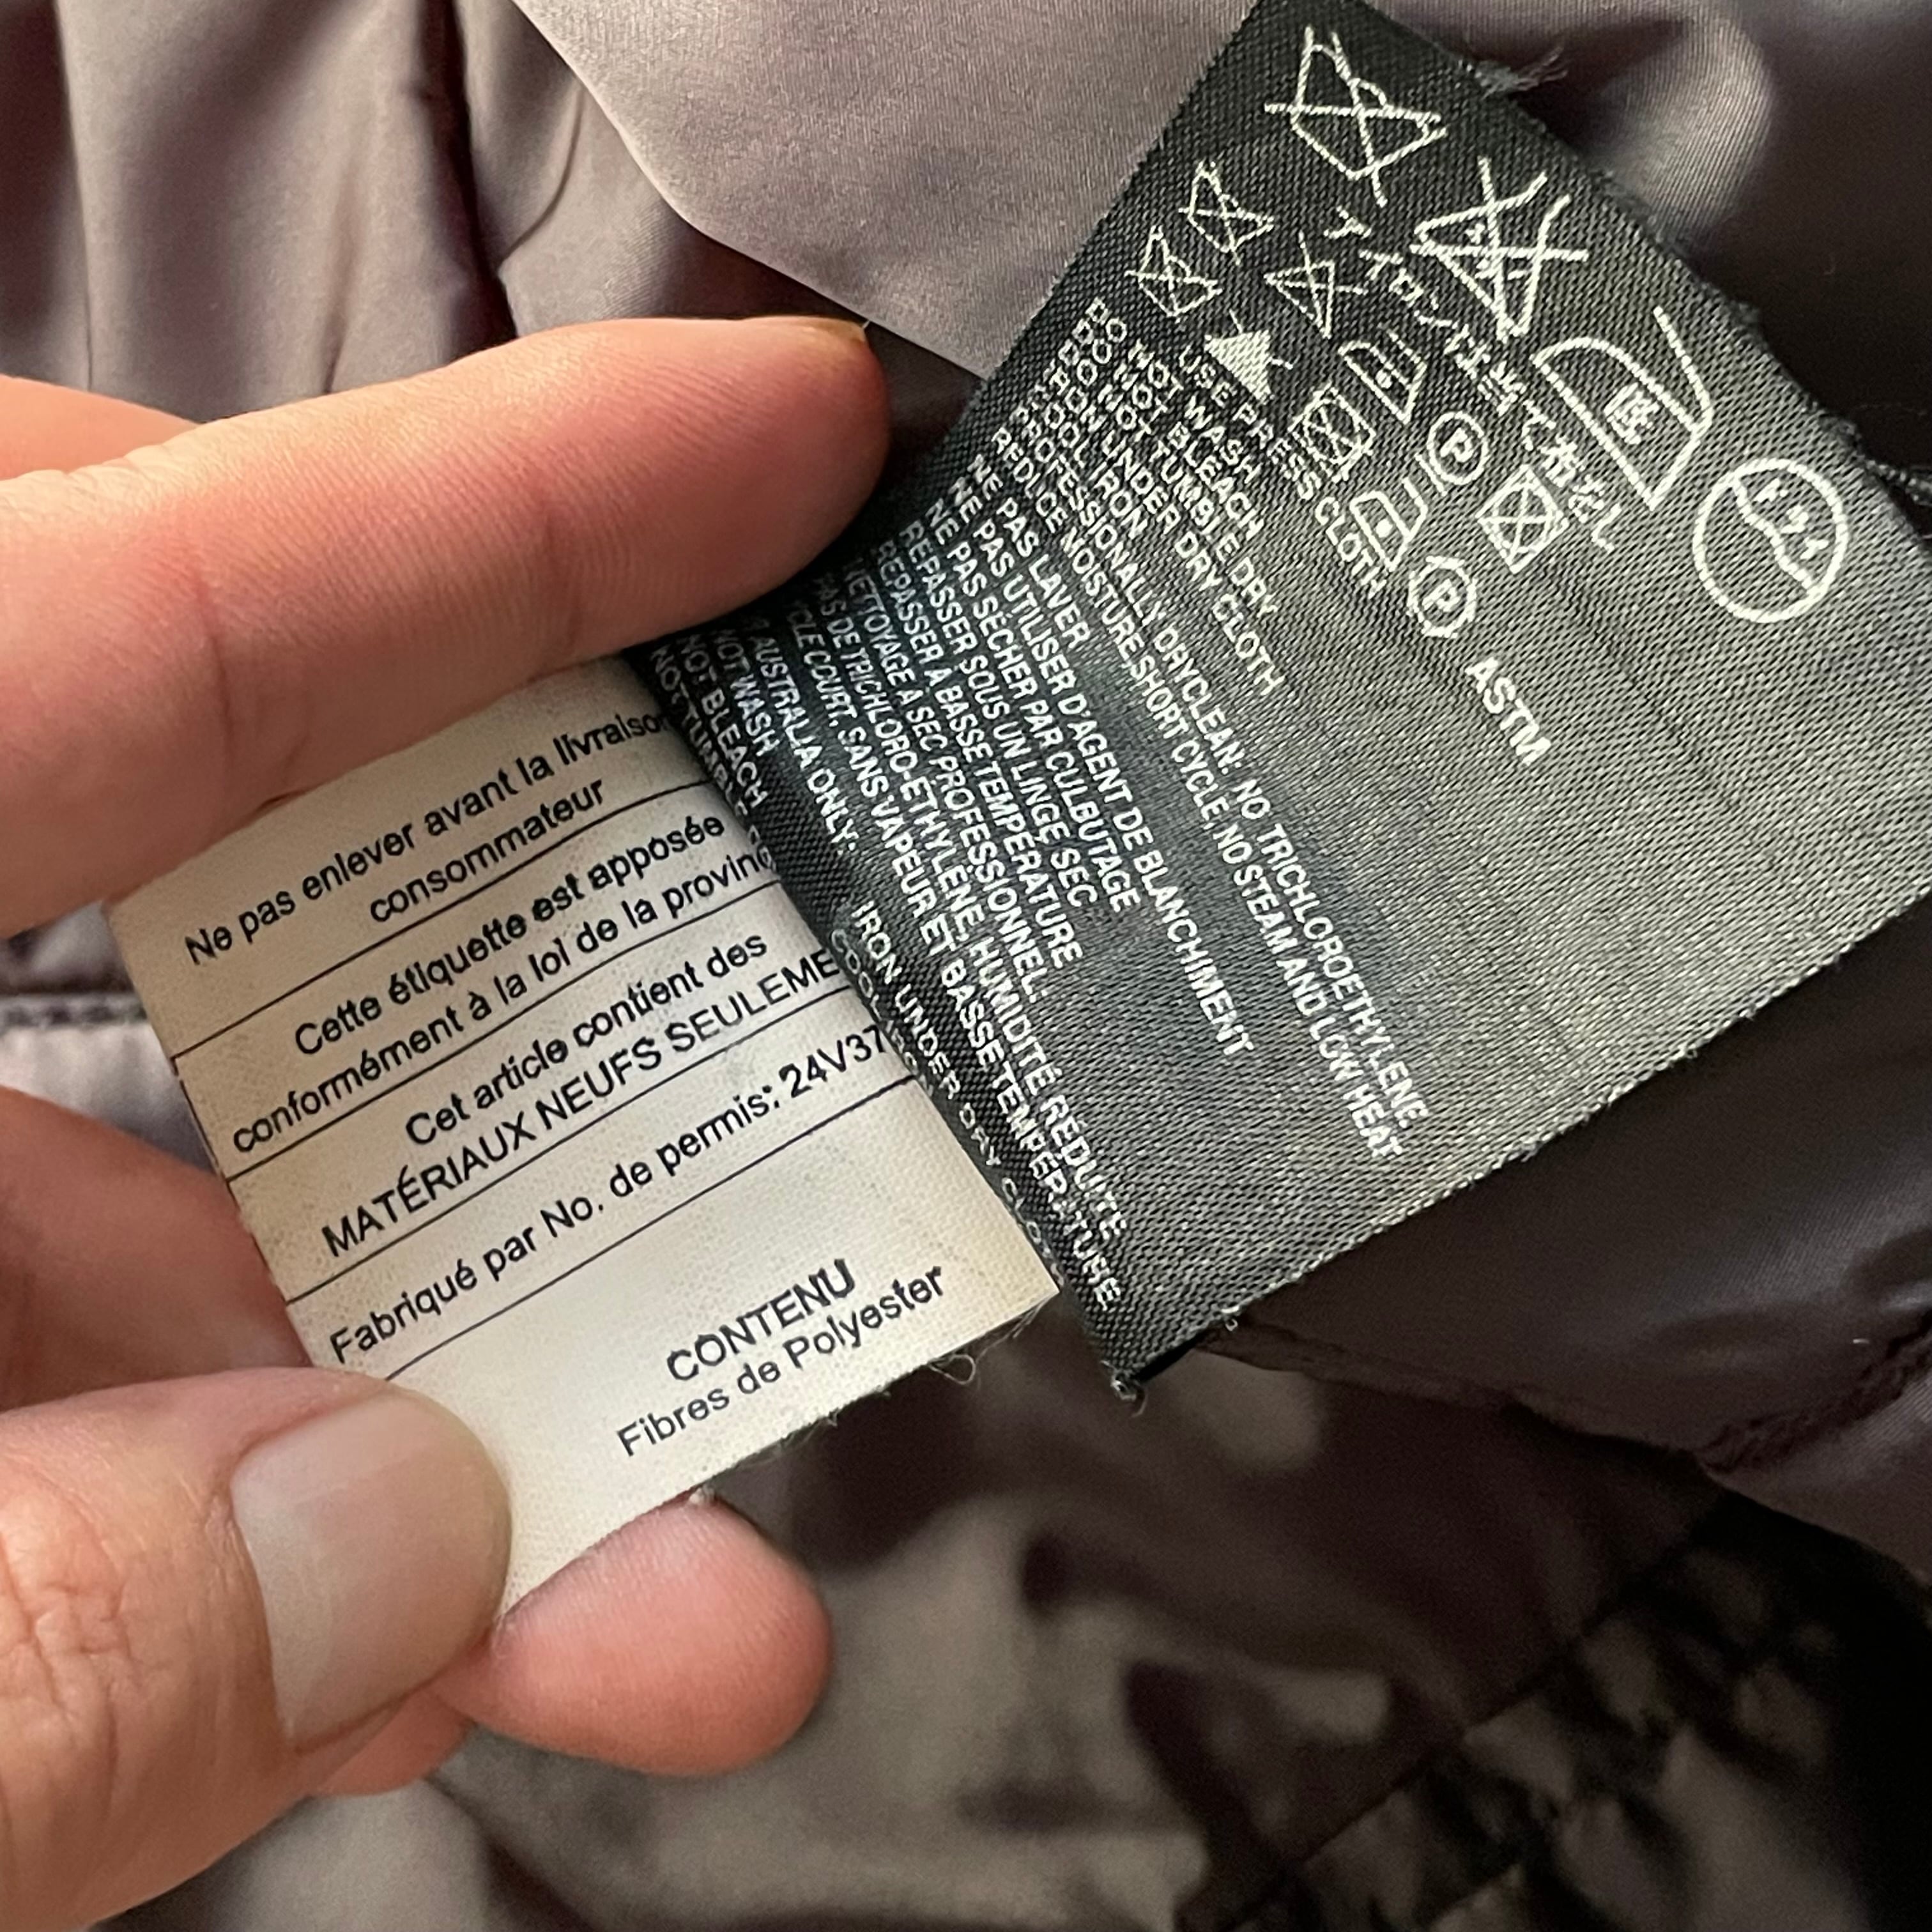 ASTM
USE PRESS CLOTH
DO NOT WASH
DO NOT BLEACH
DO NOT TUMBLE DRY
IRON UNDER DRY CLOTH
COOL IRON
PROFESSIONALLY DRYCLEAN: NO TRICHLOROETHYLENE,
REDUCE MOISTURE,SHORT CYCLE,NO STEAM AND LOW HEAT
NE PAS LAVER
NE PAS UTILISER D'AGENT DE BLANCHIMENT
NE PAS SÉCHER PAR CULBUTAGE
REPASSER SOUS UN LINGE SEC
REPASSER À BASSE TEMPÉRATURE
NETTOYAGE A SEC PROFESSIONNEL:
PAS DE TRICHLORO-ÉTHYLÈNE, HUMIDITÉ RÉDUITE
CYCLE COURT, SANS VAPEUR ET BASSE TEMPÉRATURE
AUSTRALIA ONLY.
NOT WASH
NOT BLEACH
NOT TUMBLE
IRON UNDER DRY
COOL
Ne pas enlever avant la livraison
consommateur
Cette étiquette est apposée
conformément à la loi de la provin
Cet article contient des
MATÉRIAUX NEUFS SEULEME
Fabriqué par No. de permis: 24V37
CONTENU
Fibres de Polyester